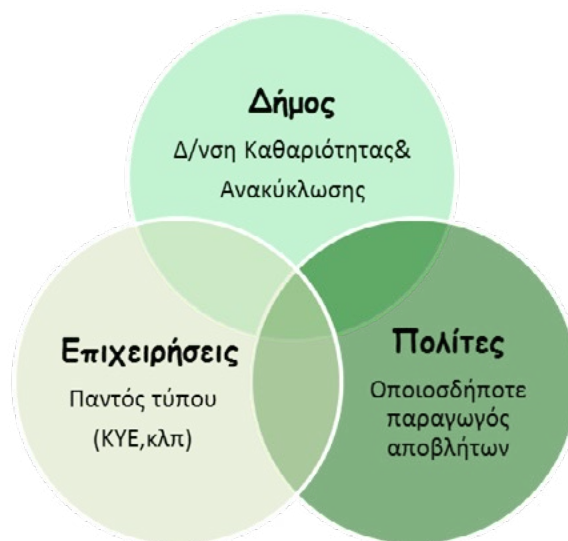 Δήμος
Δ/νση Καθαριότητας&
Ανακύκλωσης
Επιχειρήσεις
Παντός τύπου
(ΚΥΕ,κλπ)
Πολίτες
Οποιοσδήποτε
παραγωγός
αποβλήτων